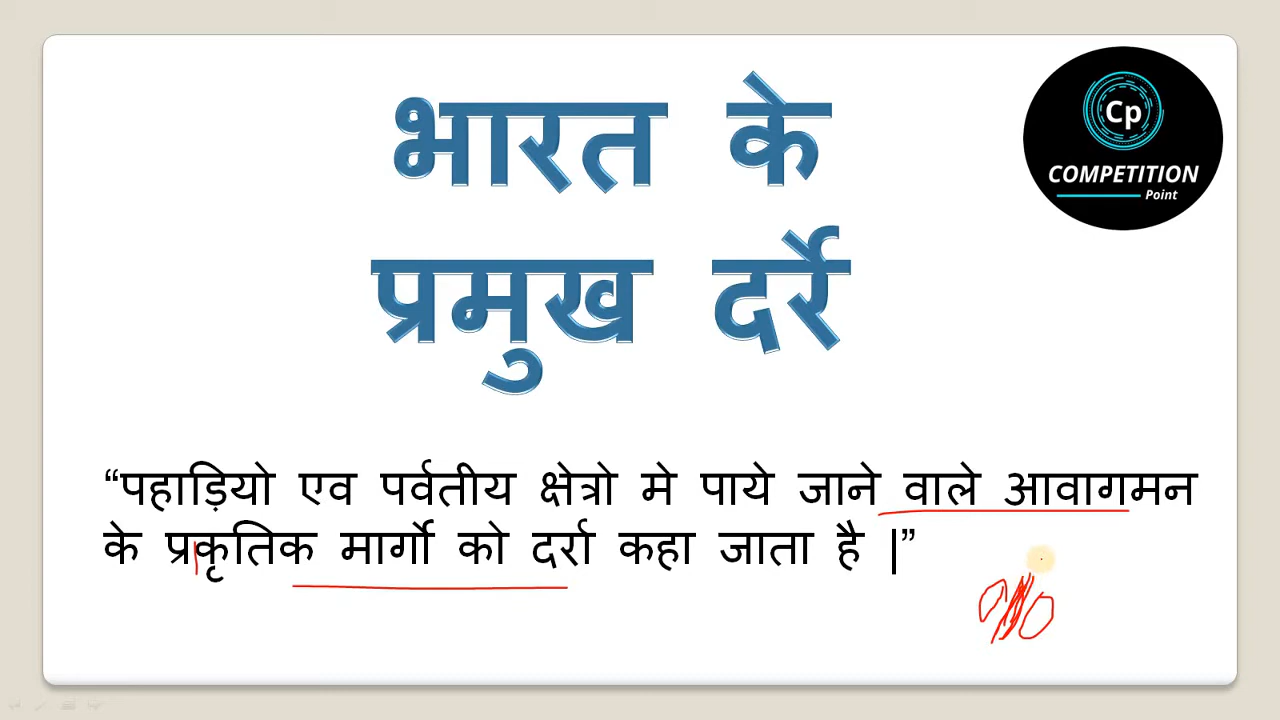 भारत के
प्रमुख दर्रे
Cp
COMPETITION
Point
“पहाड़ियो एव पर्वतीय क्षेत्रो मे पाये जाने वाले आवागमन
के प्रकृतिक मार्गो को दर्रा कहा जाता है |”